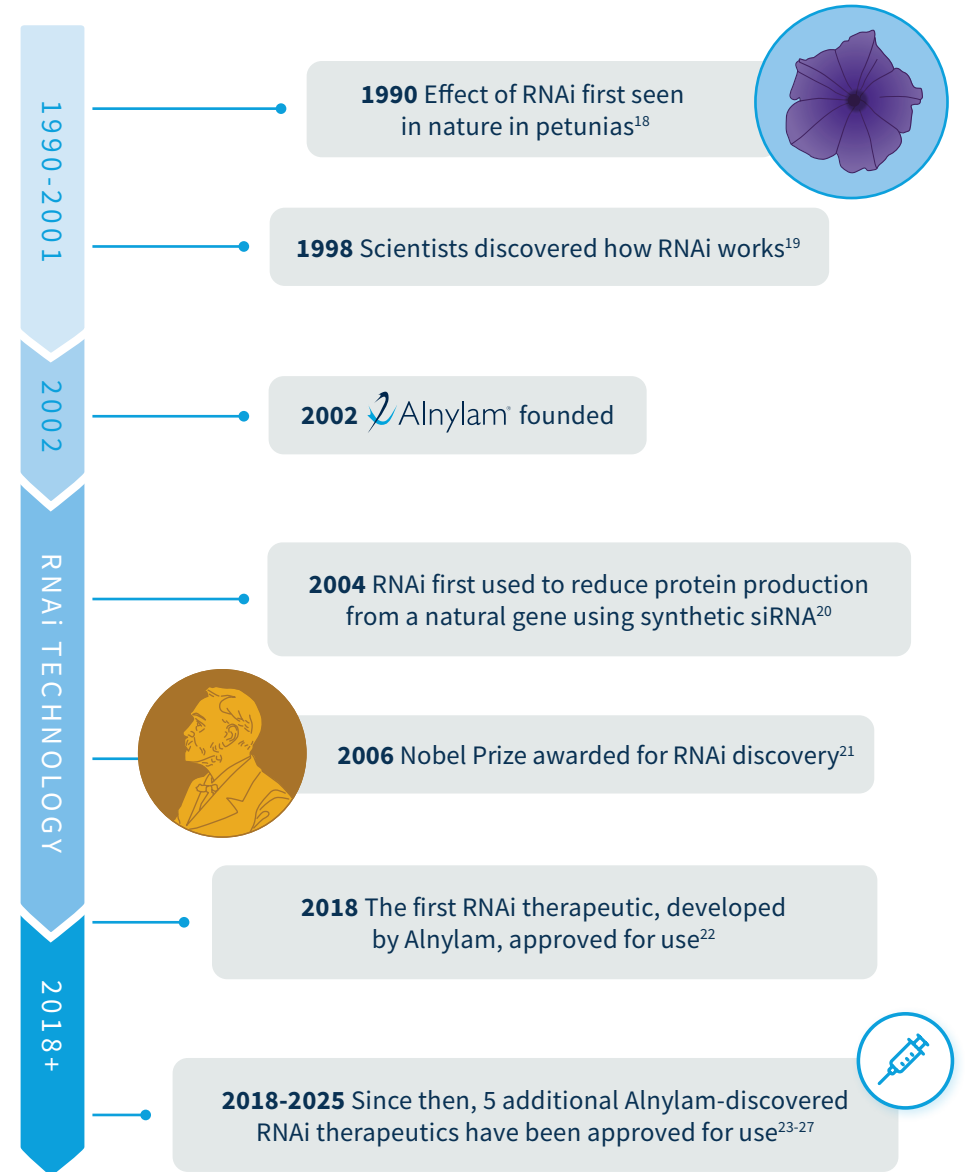 1990-2001
1990 Effect of RNAi first seen
in nature in petunias18
1998 Scientists discovered how RNAi works19
2002
2002 Alnylam® founded
RNAi TECHNOLOGY
2004 RNAi first used to reduce protein production
from a natural gene using synthetic siRNA20
2006 Nobel Prize awarded for RNAi discovery21
2018 The first RNAi therapeutic, developed
by Alnylam, approved for use22
2018+
2018-2025 Since then, 5 additional Alnylam-discovered
RNAi therapeutics have been approved for use23-27